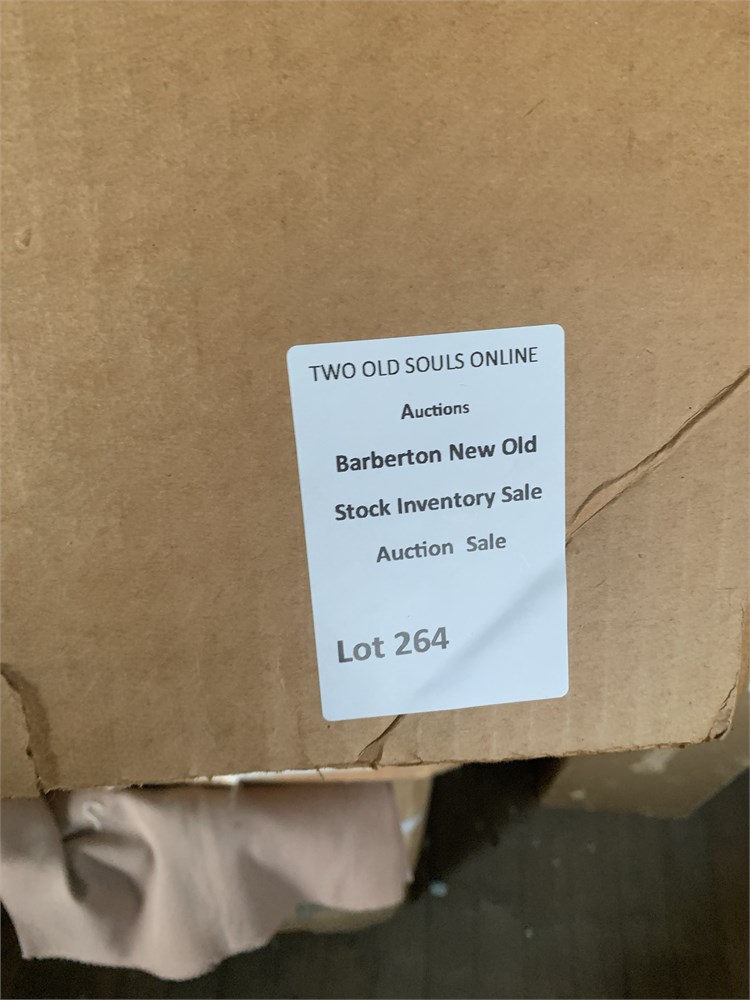 TWO OLD SOULS ONLINE
Auctions
Barberton New Old
Stock Inventory Sale
Auction Sale
Lot 264